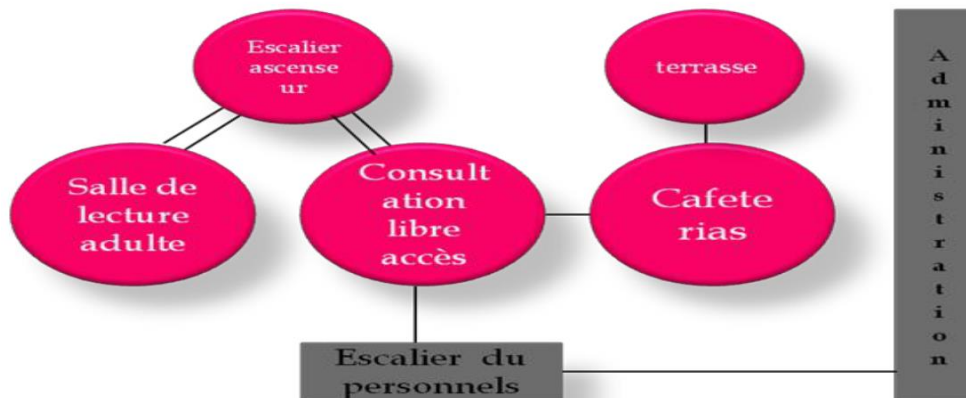 Escalier
ascense
ur
terrasse
Salle de
lecture
adulte
Consult
ation
libre
accès
Cafete
rias
Escalier du
personnels
A
d
m
i
n
i
s
t
r
a
t
i
o
n